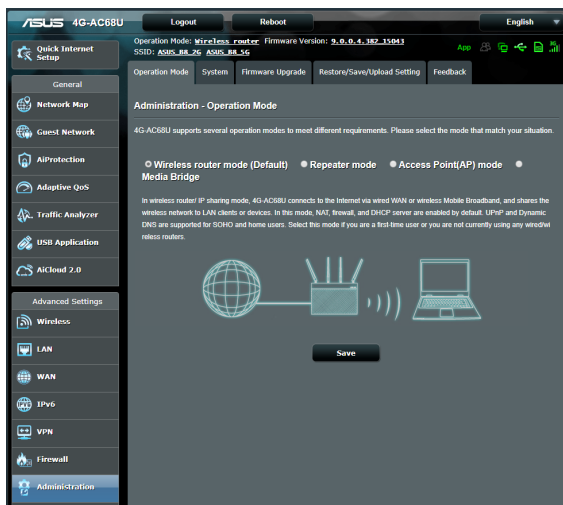 ASUS 4G-AC68U Logout Reboot English
Operation Mode: Wireless router Firmware Version: 9.0.0.4.382_15043
SSID: ASUS_B8_2G ASUS_B8_5G
App
3G
Quick Internet
Setup
General
Network Map
Guest Network
AiProtection
Adaptive QoS
Traffic Analyzer
USB Application
AiCloud 2.0
Advanced Settings
Wireless
LAN
WAN
IPv6
VPN
Firewall
Administration
Operation Mode System Firmware Upgrade Restore/Save/Upload Setting Feedback
Administration - Operation Mode
4G-AC68U supports several operation modes to meet different requirements. Please select the mode that match your situation.
Wireless router mode (Default) Repeater mode Access Point(AP) mode
Media Bridge
In wireless router/ IP sharing mode, 4G-AC68U connects to the Internet via wired WAN or wireless Mobile Broadband, and shares the
wireless network to LAN clients or devices. In this mode, NAT, firewall, and DHCP server are enabled by default. UPnP and Dynamic
DNS are supported for SOHO and home users. Select this mode if you are a first-time user or you are not currently using any wired/wi
reless routers.
Save